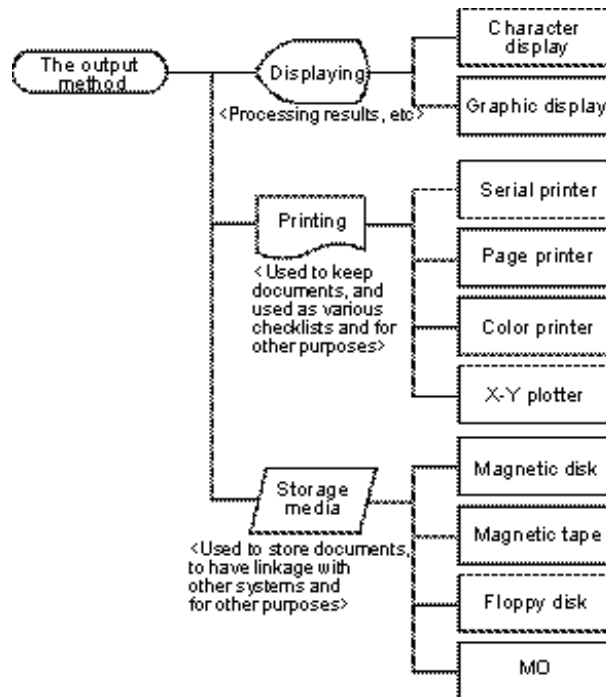 The output
method
Displaying
<Processing results, etc>
Character
display
Graphic display
Printing
<Used to keep
documents, and
used as various
checklists and for
other purposes>
Serial printer
Page printer
Color printer
X-Y plotter
Storage
media
<Used to store documents,
to have linkage with
other systems and
for other purposes>
Magnetic disk
Magnetic tape
Floppy disk
MO